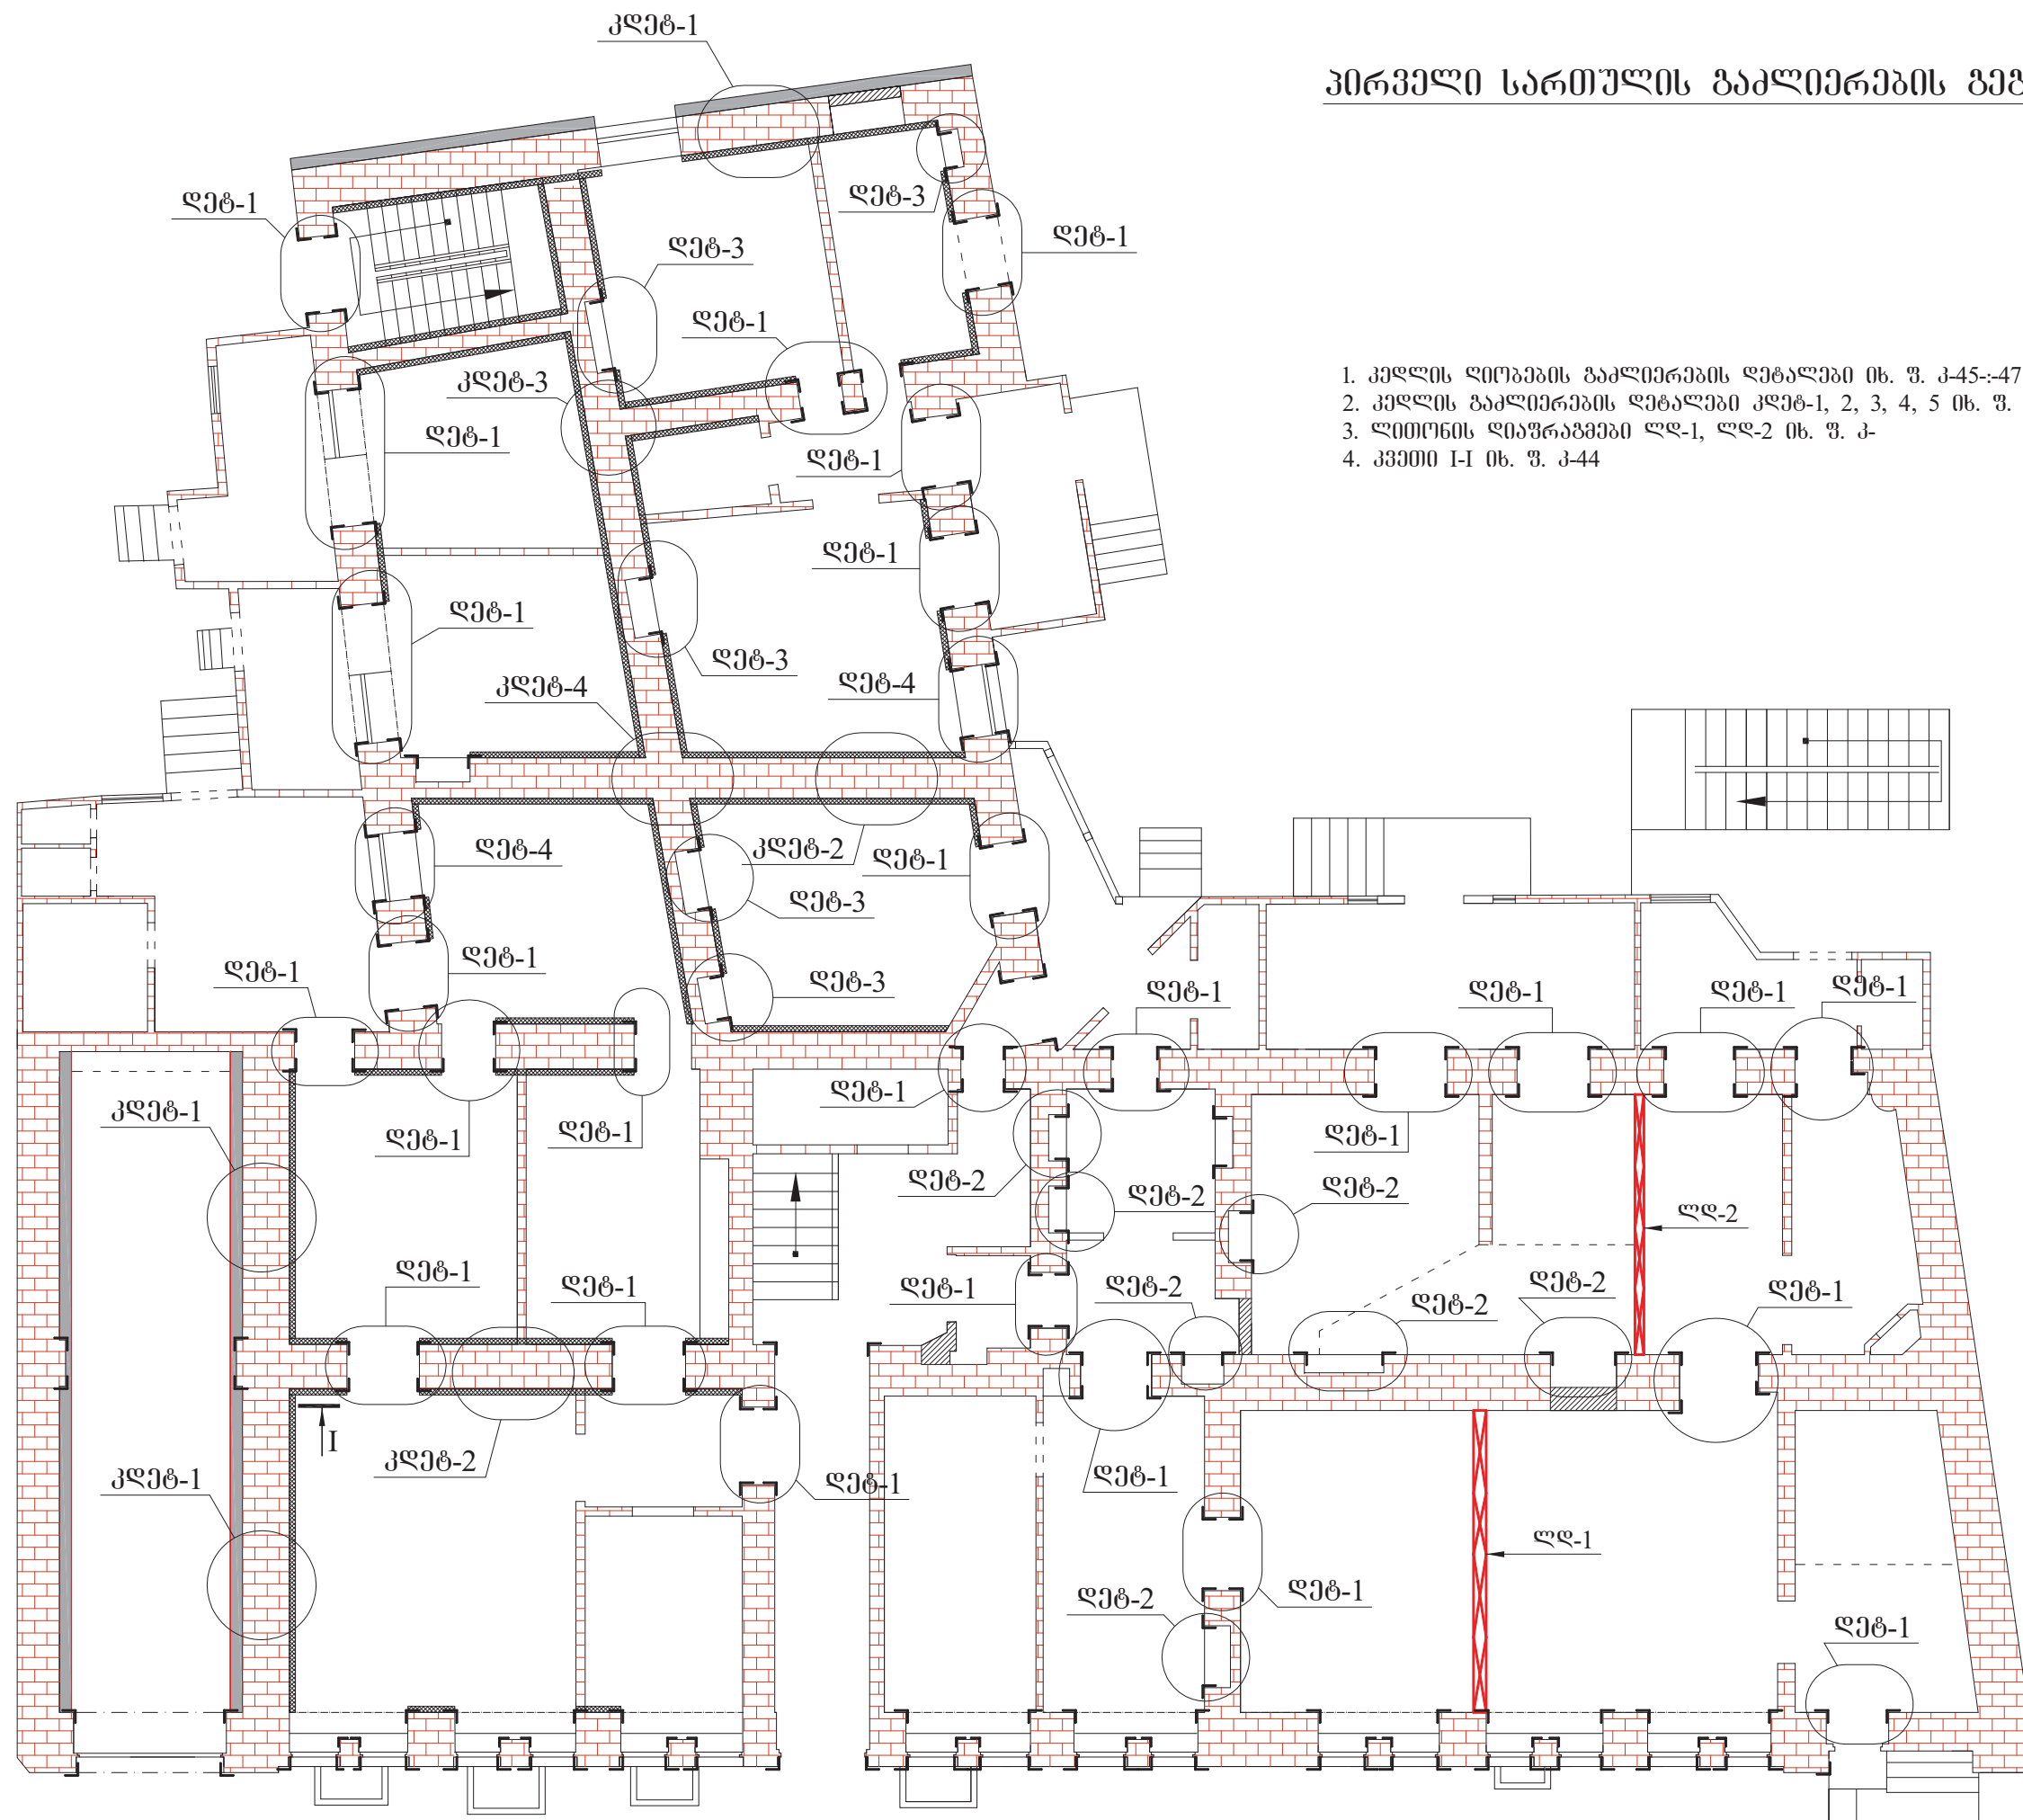 კდეტ-1
პირველი სართულის გაძლიერების
დეტ-3
დეტ-1
დეტ-1
დეტ-3
დეტ-1
კდეტ-3
1. კედლის ღიობების გაძლიერების დეტალები იხ. ფ. კ-45-:-47
2. კედლის გაძლიერების დეტალები კდეტ-1, 2, 3, 4, 5 იხ. ფ.
3. ლითონის დიაფრაგმები ლდ-1, ლდ-2 იხ. ფ. კ-
4. კვეთი I-I იხ. ფ. კ-44
დეტ-1
დეტ-1
დეტ-1
დეტ-1
დეტ-3
დეტ-4
კდეტ-4
დეტ-4
კდეტ-2
დეტ-1
დეტ-3
დეტ-1
დეტ-1
დეტ-3
დეტ-1
დეტ-1
დეტ-1
დეტ-1
დეტ-1
კდეტ-1
დეტ-1
დეტ-1
დეტ-1
დეტ-2
დეტ-2
დეტ-2
ლდ-2
დეტ-1
დეტ-1
დეტ-1
დეტ-2
დეტ-2
დეტ-2
დეტ-1
I
კდეტ-2
კდეტ-1
დეტ-1
დეტ-1
ლდ-1
დეტ-2
დეტ-1
დეტ-1